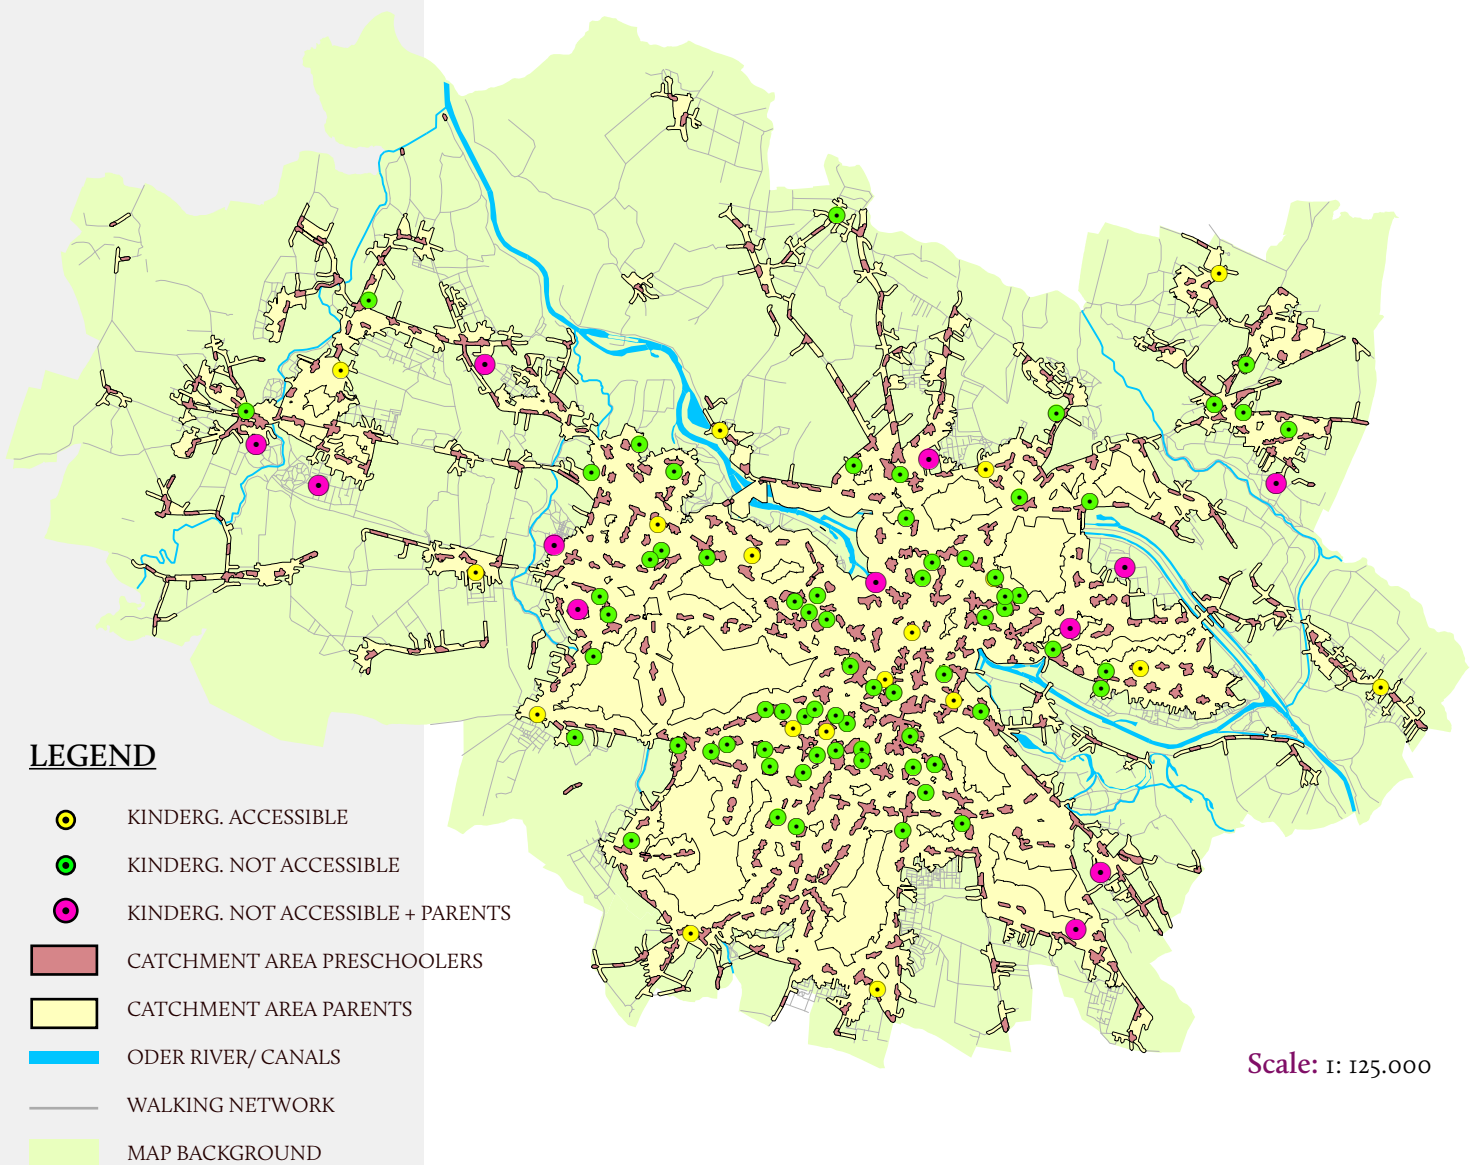 LEGEND
KINDERG. ACCESSIBLE
KINDERG. NOT ACCESSIBLE
KINDERG. NOT ACCESSIBLE + PARENTS
CATCHMENT AREA PRESCHOOLERS
CATCHMENT AREA PARENTS
ODER RIVER/ CANALS
WALKING NETWORK
MAP BACKGROUND
Scale: 1: 125.000